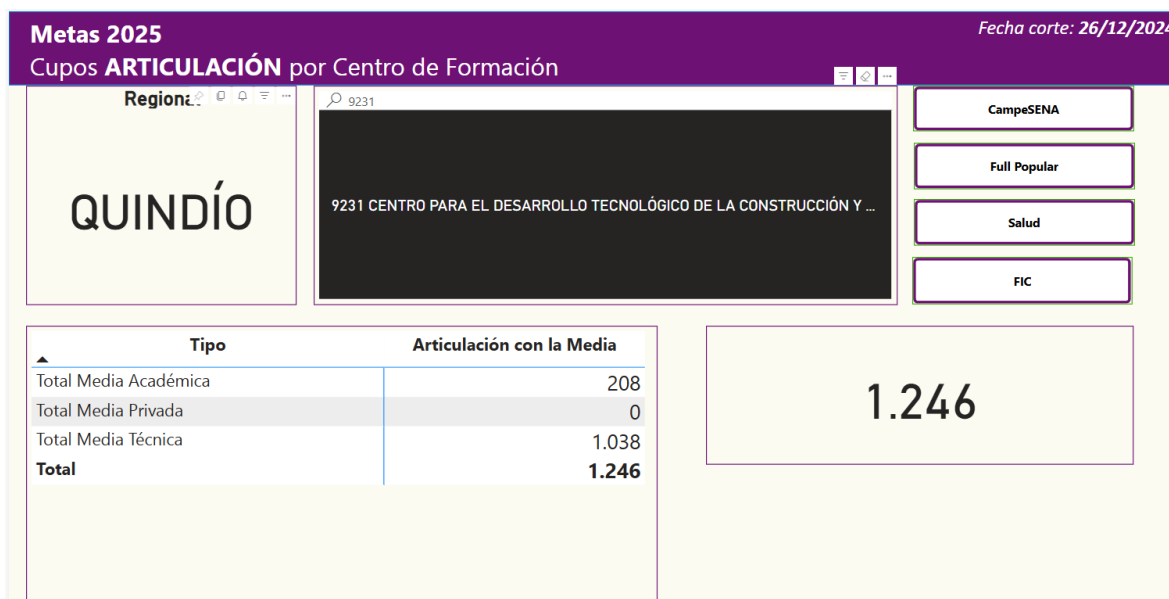 Metas 2025
Fecha corte: 26/12/2024
Cupos ARTICULACIÓN por Centro de Formación
Regional
QUINDÍO
9231
9231 CENTRO PARA EL DESARROLLO TECNOLÓGICO DE LA CONSTRUCCIÓN Y ...
CampeSENA
Full Popular
Salud
FIC
Tipo Articulación con la Media
Total Media Académica 208
Total Media Privada 0
Total Media Técnica 1.038
Total 1.246
1.246